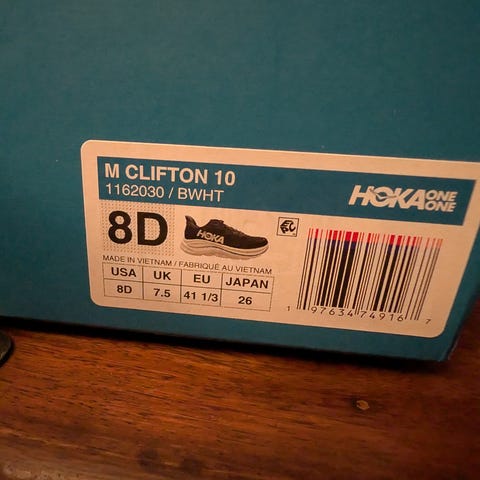 M CLIFTON 10
1162030 / BWHT
HOKA ONE ONE
8D
HOKA
MADE IN VIETNAM / FABRIQUÉ AU VIETNAM
USA UK EU JAPAN
8D 7.5 41 1/3 26
1 97634 74916 7